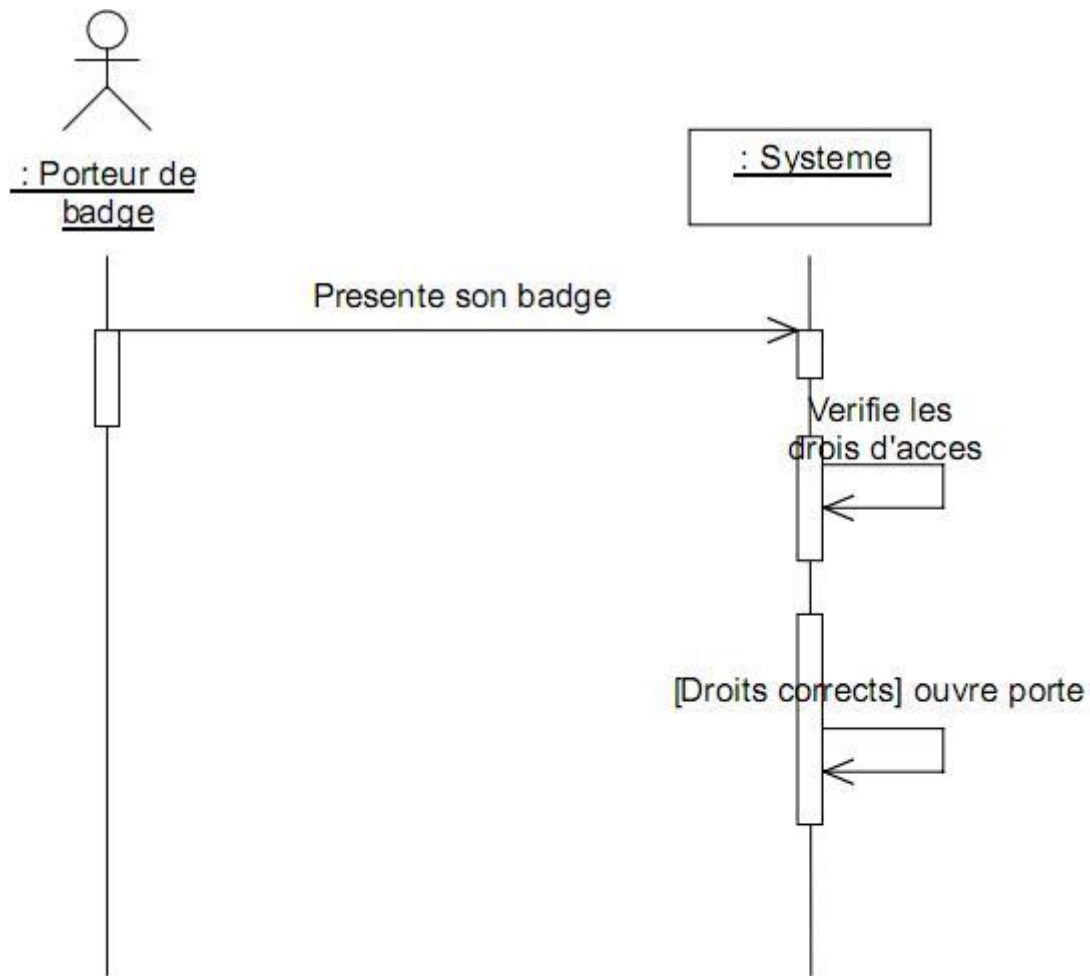 : Porteur de
badge
: Systeme
Presente son badge
Verifie les
drois d'acces
[Droits corrects] ouvre porte